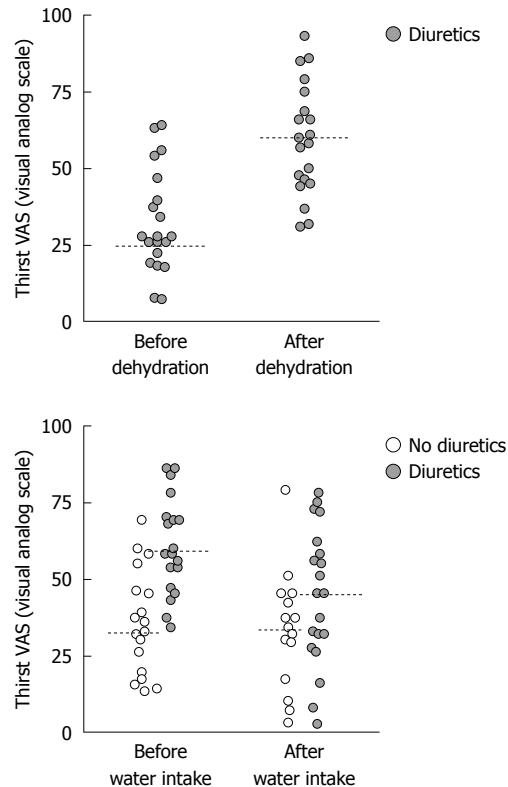 Thirst VAS (visual analog scale)
100
75
50
25
0
Before
dehydration
After
dehydration
Diuretics
Thirst VAS (visual analog scale)
100
75
50
25
0
Before
water intake
After
water intake
No diuretics
Diuretics